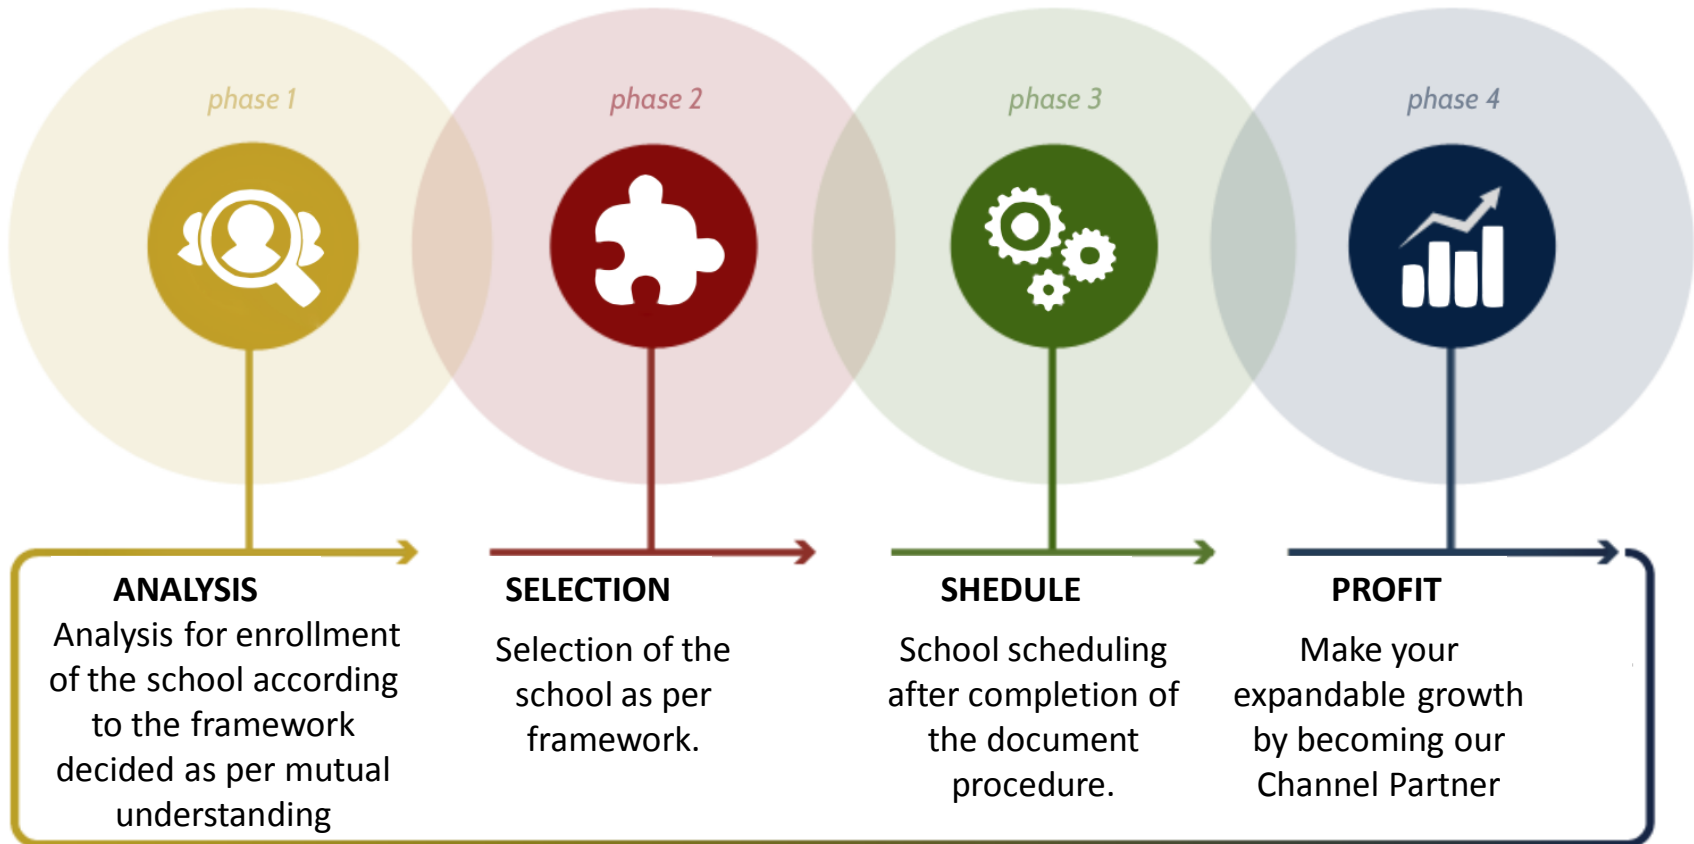 phase 1
phase 2
phase 3
phase 4
ANALYSIS
Analysis for enrollment
of the school according
to the framework
decided as per mutual
understanding
SELECTION
Selection of the
school as per
framework.
SHEDULE
School scheduling
after completion of
the document
procedure.
PROFIT
Make your
expandable growth
by becoming our
Channel Partner